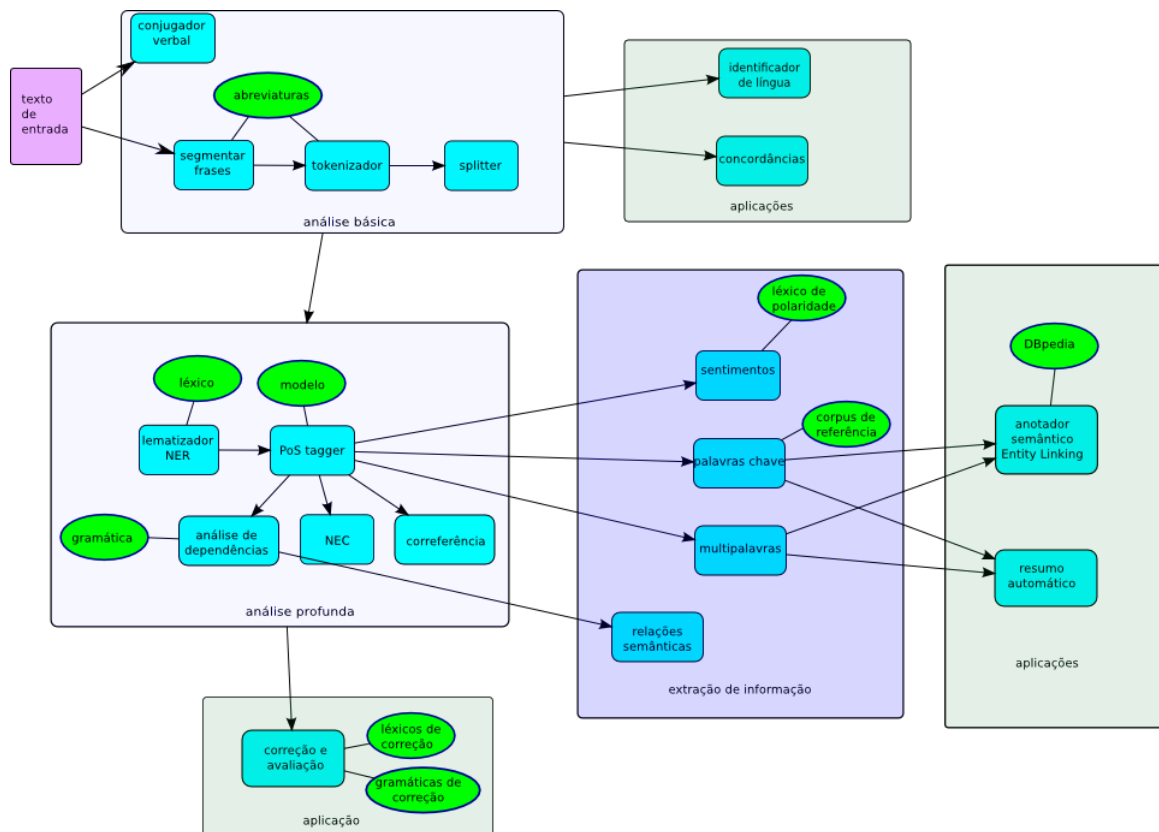 conjugador
verbal
texto
de
entrada
abreviaturas
segmentar
frases
tokenizador
splitter
análise básica
identificador
de língua
concordâncias
aplicações
léxico
modelo
lematizador
NER
PoS tagger
gramática
análise de
dependências
NEC
correferência
análise profunda
léxico de
polaridade
sentimentos
corpus de
referência
palavras chave
multipalavras
relações
semânticas
extração de informação
DBpedia
anotador
semântico
Entity Linking
resumo
automático
aplicações
correção e
avaliação
léxicos de
correção
gramáticas de
correção
aplicação